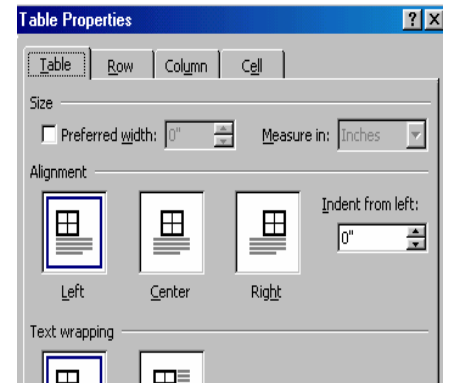 Table Properties ? X
Table Row Column Cell
Size
Preferred width: 0" Measure in: Inches
Alignment
Indent from left:
0"
Left Center Right
Text wrapping